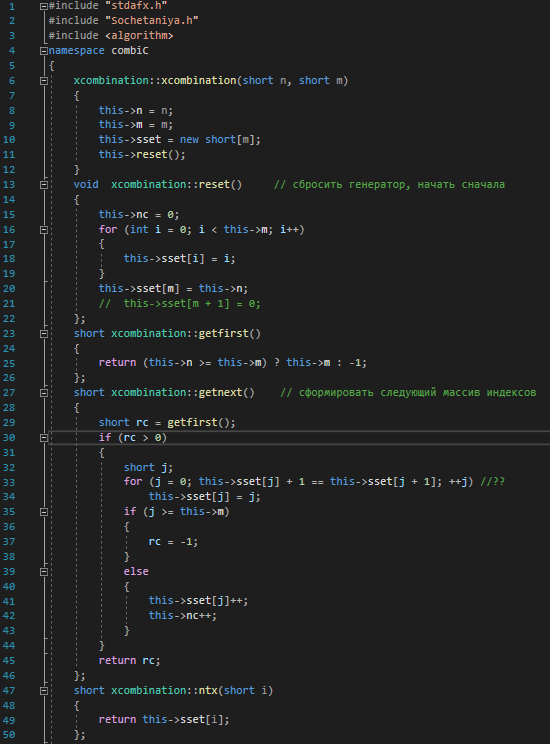 1 #include "stdafx.h"
2 #include "Sochetaniya.h"
3 #include <algorithm>
4 namespace combiC
5 {
6 xcombination::xcombination(short n, short m)
7 {
8 this->n = n;
9 this->m = m;
10 this->sset = new short[m];
11 this->reset();
12 }
13 void  xcombination::reset()     // сбросить генератор, начать сначала
14 {
15 this->nc = 0;
16 for (int i = 0; i < this->m; i++)
17 {
18 this->sset[i] = i;
19 }
20 this->sset[m] = this->n;
21 //  this->sset[m + 1] = 0;
22 };
23 short xcombination::getfirst()
24 {
25 return (this->n >= this->m) ? this->m : -1;
26 };
27 short xcombination::getnext()    // сформировать следующий массив индексов
28 {
29 short rc = getfirst();
30 if (rc > 0)
31 {
32 short j;
33 for (j = 0; this->sset[j] + 1 == this->sset[j + 1]; ++j) //??
34 this->sset[j] = j;
35 if (j >= this->m)
36 {
37 rc = -1;
38 }
39 else
40 {
41 this->sset[j]++;
42 this->nc++;
43 }
44 }
45 return rc;
46 };
47 short xcombination::ntx(short i)
48 {
49 return this->sset[i];
50 };